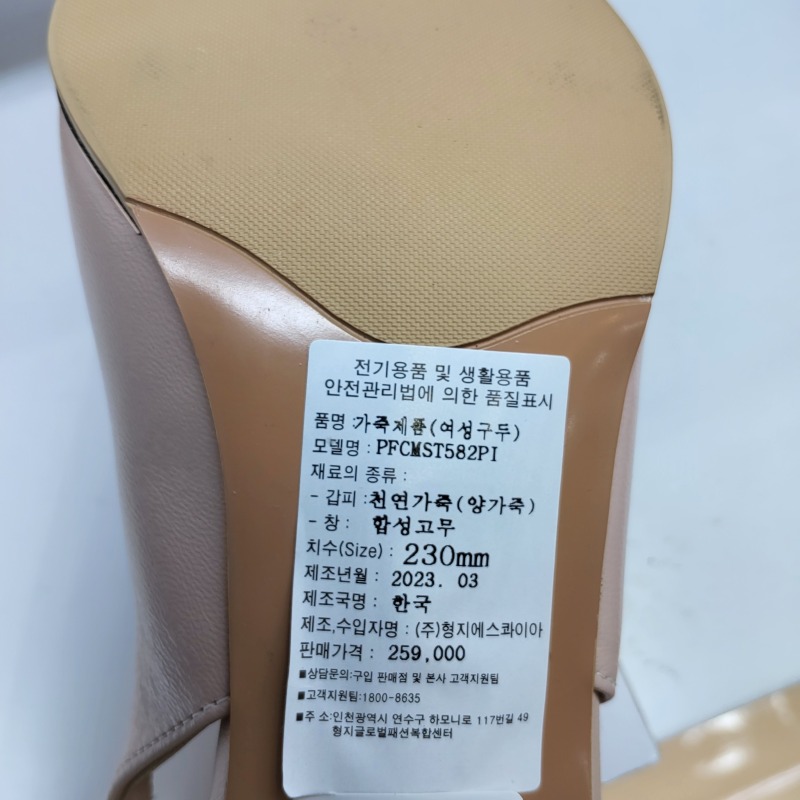 전기용품 및 생활용품
안전관리법에 의한 품질표시
품명 : 가죽제품(여성구두)
모델명 : PFCMST582PI
재료의 종류 :
- 갑피 : 천연가죽(양가죽)
- 창 : 합성고무
치수(Size) : 230mm
제조년월 : 2023. 03
제조국명 : 한국
제조,수입자명 : (주)형지에스콰이아
판매가격 : 259,000
■상담문의:구입 판매점 및 본사 고객지원팀
■고객지원팀:1800-8635
■주 소:인천광역시 연수구 하모니로 117번길 49
형지글로벌패션복합센터